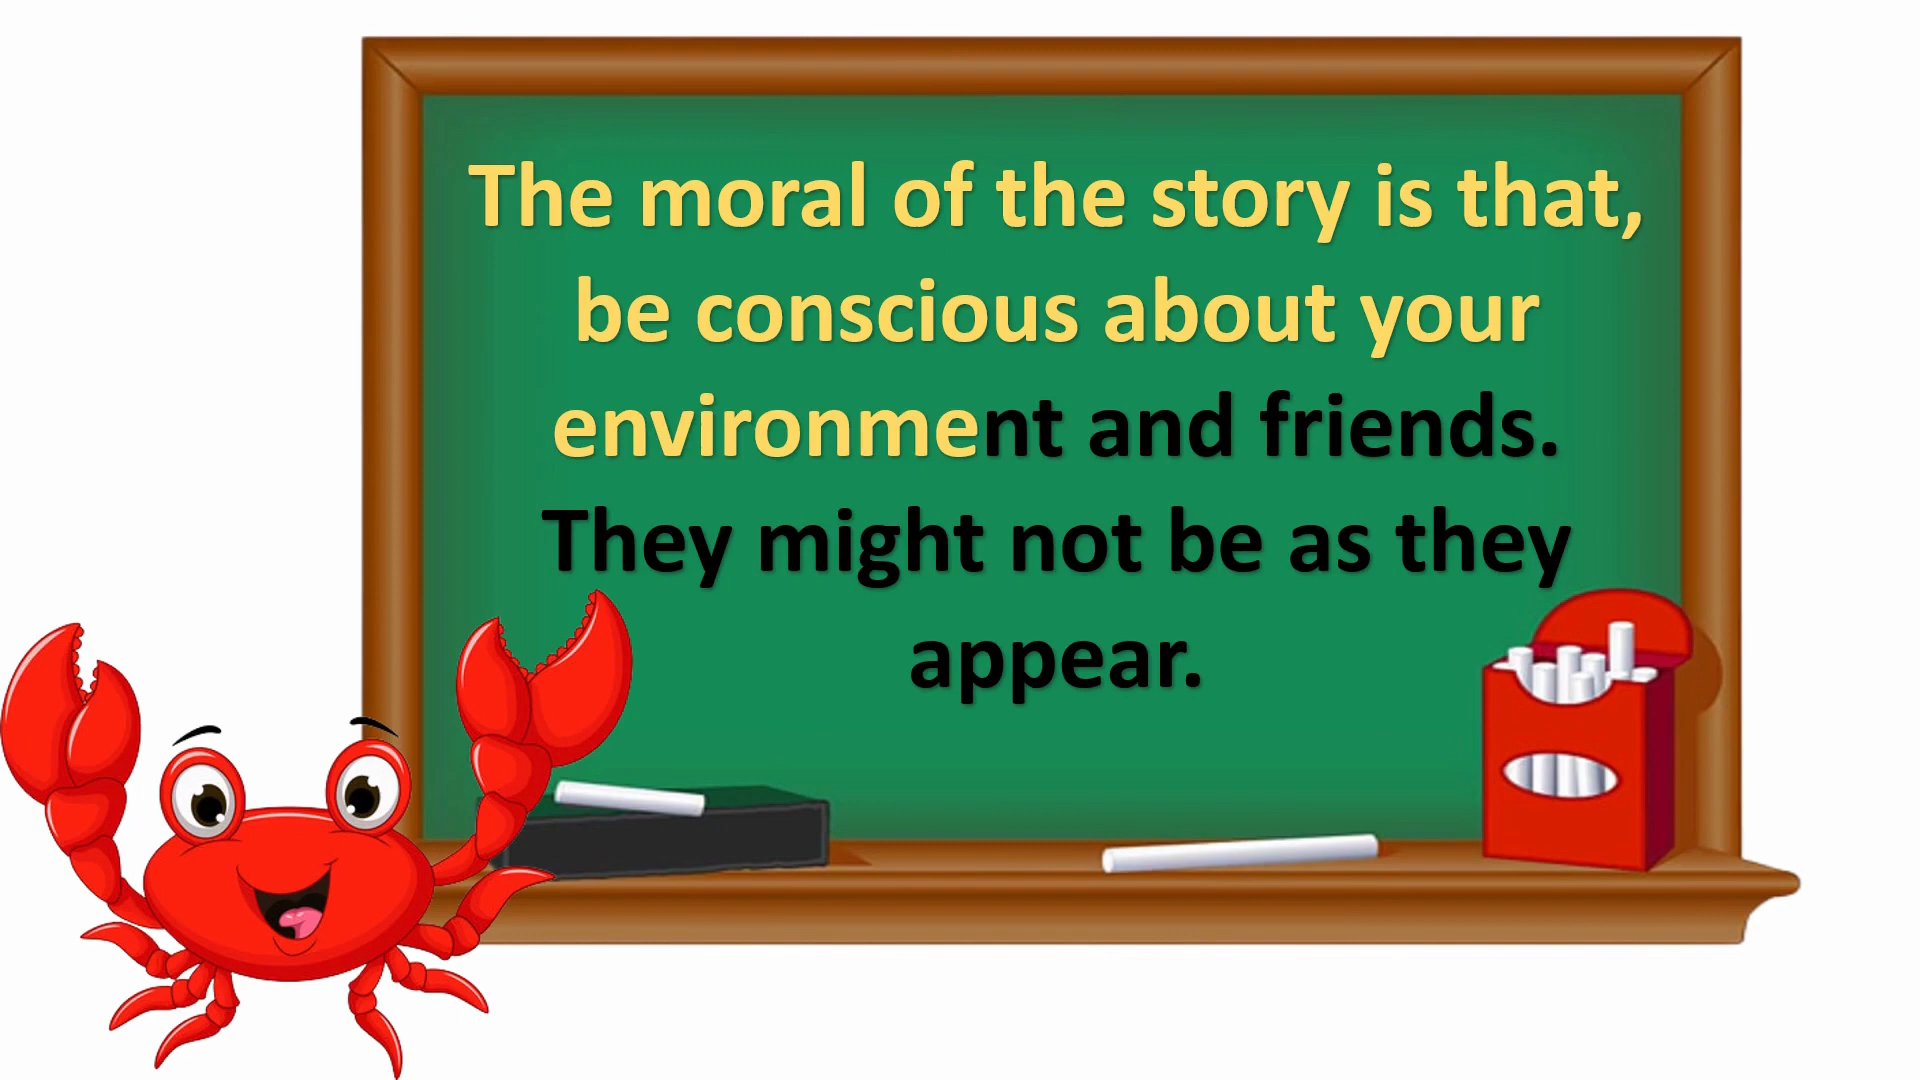 The moral of the story is that,
be conscious about your
environment and friends.
They might not be as they
appear.